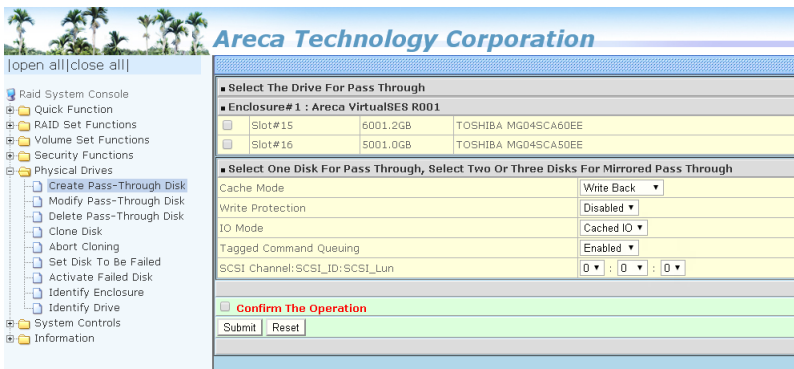 Areca Technology Corporation
|open all|close all|
Raid System Console
Quick Function
RAID Set Functions
Volume Set Functions
Security Functions
Physical Drives
Create Pass-Through Disk
Modify Pass-Through Disk
Delete Pass-Through Disk
Clone Disk
Abort Cloning
Set Disk To Be Failed
Activate Failed Disk
Identify Enclosure
Identify Drive
System Controls
Information
Select The Drive For Pass Through
Enclosure#1 : Areca VirtualSES R001
Slot#15 6001.2GB TOSHIBA MG04SCA60EE
Slot#16 5001.0GB TOSHIBA MG04SCA50EE
Select One Disk For Pass Through, Select Two Or Three Disks For Mirrored Pass Through
Cache Mode Write Back
Write Protection Disabled
IO Mode Cached IO
Tagged Command Queuing Enabled
SCSI Channel:SCSI_ID:SCSI_Lun 0 : 0 : 0
Confirm The Operation
Submit Reset